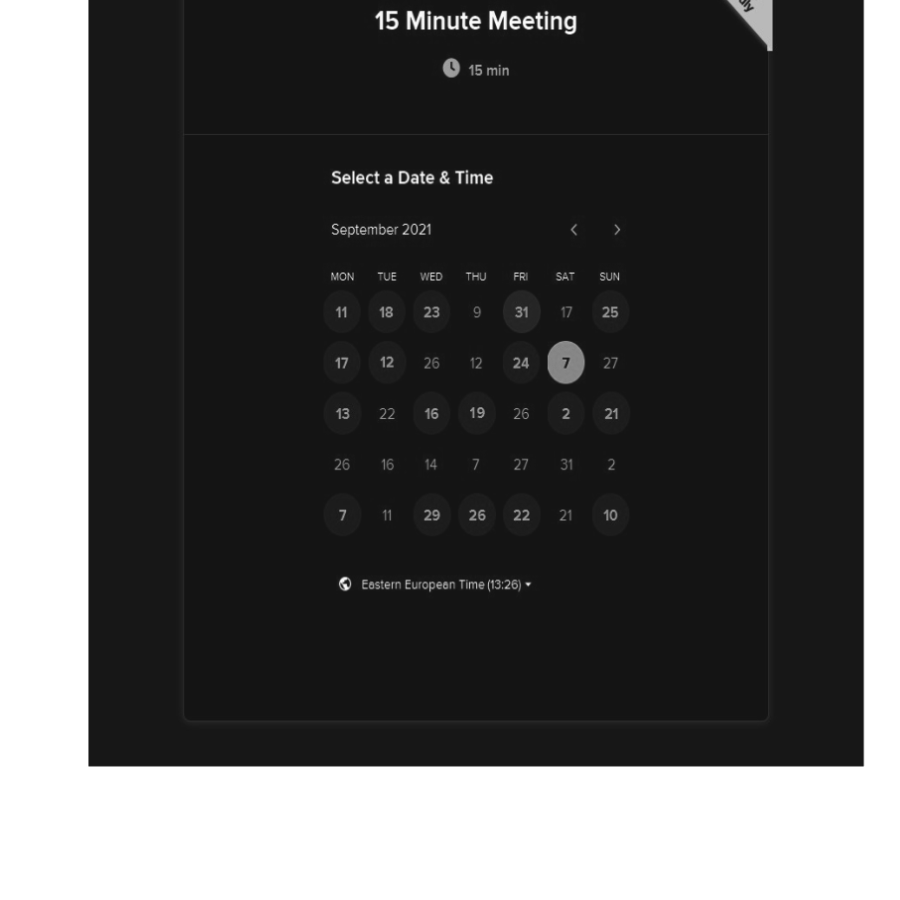 15 Minute Meeting
15 min
Select a Date & Time
September 2021
MON TUE WED THU FRI SAT SUN
11 18 23 9 31 17 25
17 12 26 12 24 7 27
13 22 16 19 26 2 21
26 16 14 7 27 31 2
7 11 29 26 22 21 10
Eastern European Time (13:26)